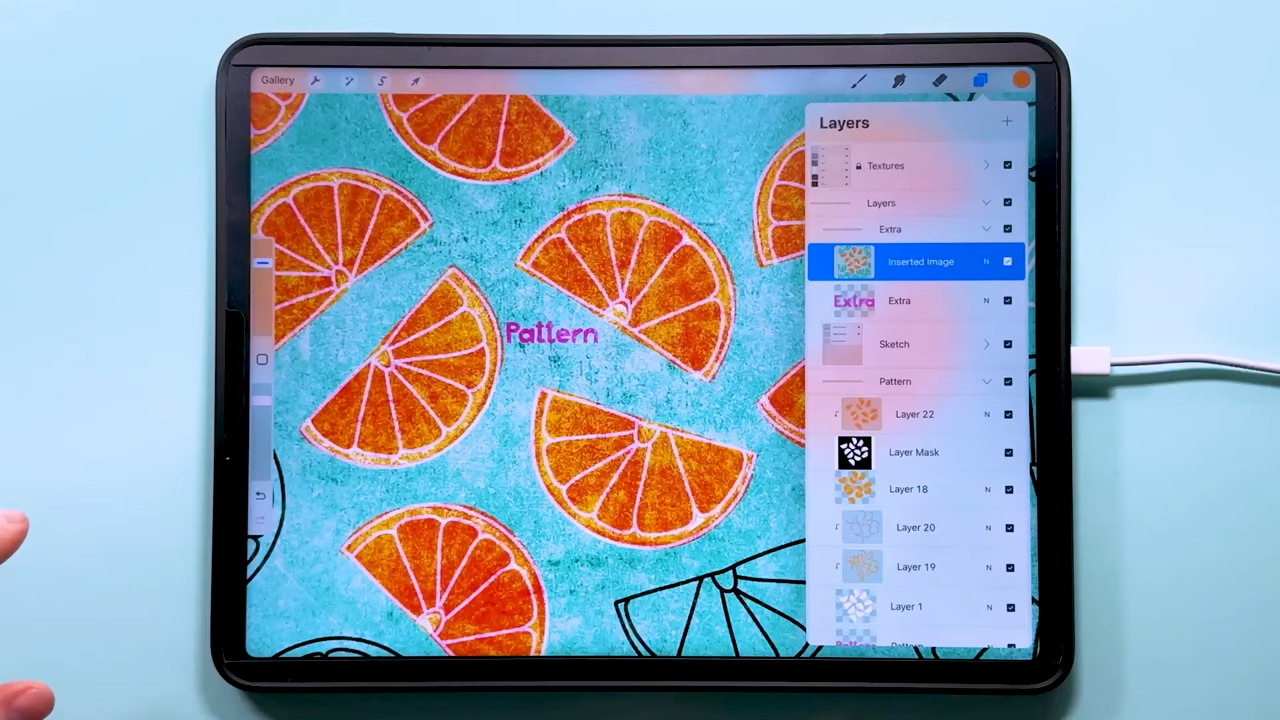 Gallery
Layers
Textures
Layers
Extra
Inserted Image N
Extra Extra N
Sketch
Pattern
Pattern
Layer 22 N
Layer Mask
Layer 18 N
Layer 20 N
Layer 19 N
Layer 1 N